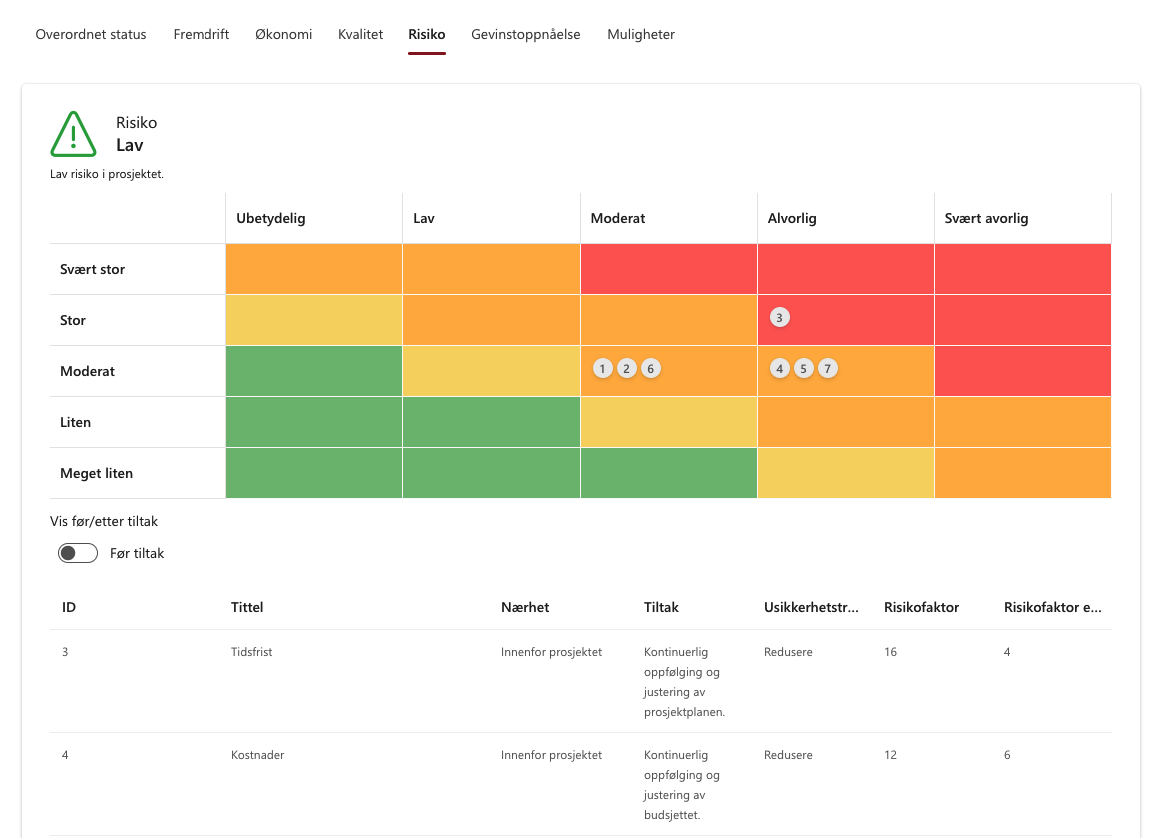 Overordnet status Fremdrift Økonomi Kvalitet Risiko Gevinstoppnåelse Muligheter
Risiko
Lav
Lav risiko i prosjektet.
Ubetydelig Lav Moderat Alvorlig Svært avorlig
Svært stor
Stor 3
Moderat 1 2 6 4 5 7
Liten
Meget liten
Vis før/etter tiltak
Før tiltak
ID Tittel Nærhet Tiltak Usikkerhetstr... Risikofaktor Risikofaktor e...
3 Tidsfrist Innenfor prosjektet Kontinuerlig Redusere 16 4
oppfølging og
justering av
prosjektplanen.
4 Kostnader Innenfor prosjektet Kontinuerlig Redusere 12 6
oppfølging og
justering av
budsjettet.